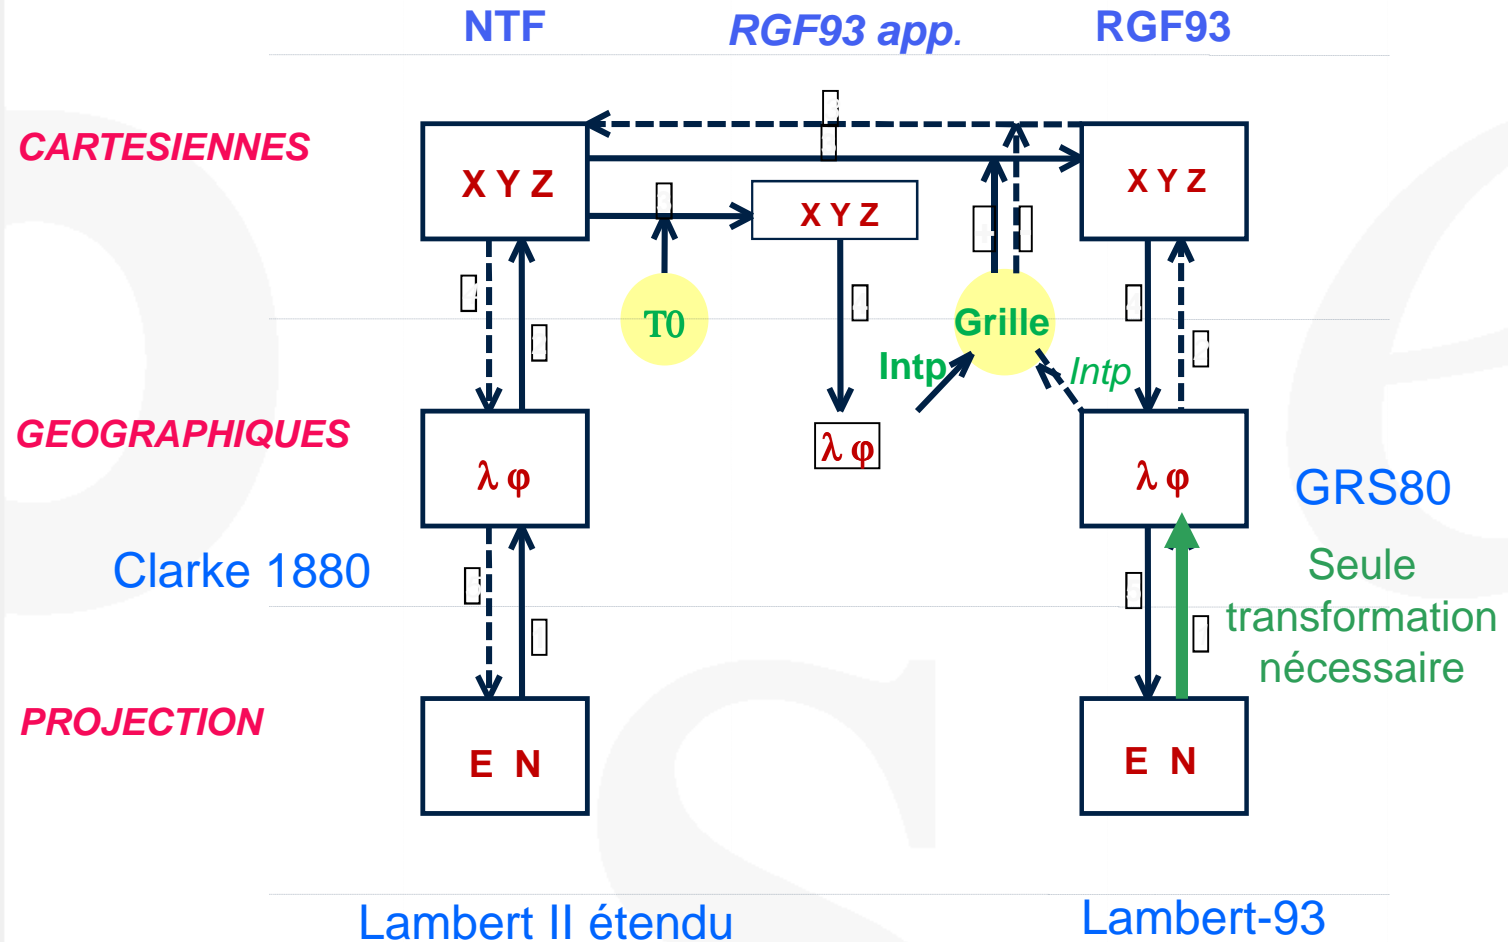 NTF
RGF93 app.
RGF93
CARTESIENNES
X Y Z
X Y Z
X Y Z
T0
Grille
Intp
Intp
GEOGRAPHIQUES
λ φ
λ φ
λ φ
GRS80
Clarke 1880
Seule
transformation
nécessaire
PROJECTION
E N
E N
Lambert II étendu
Lambert-93